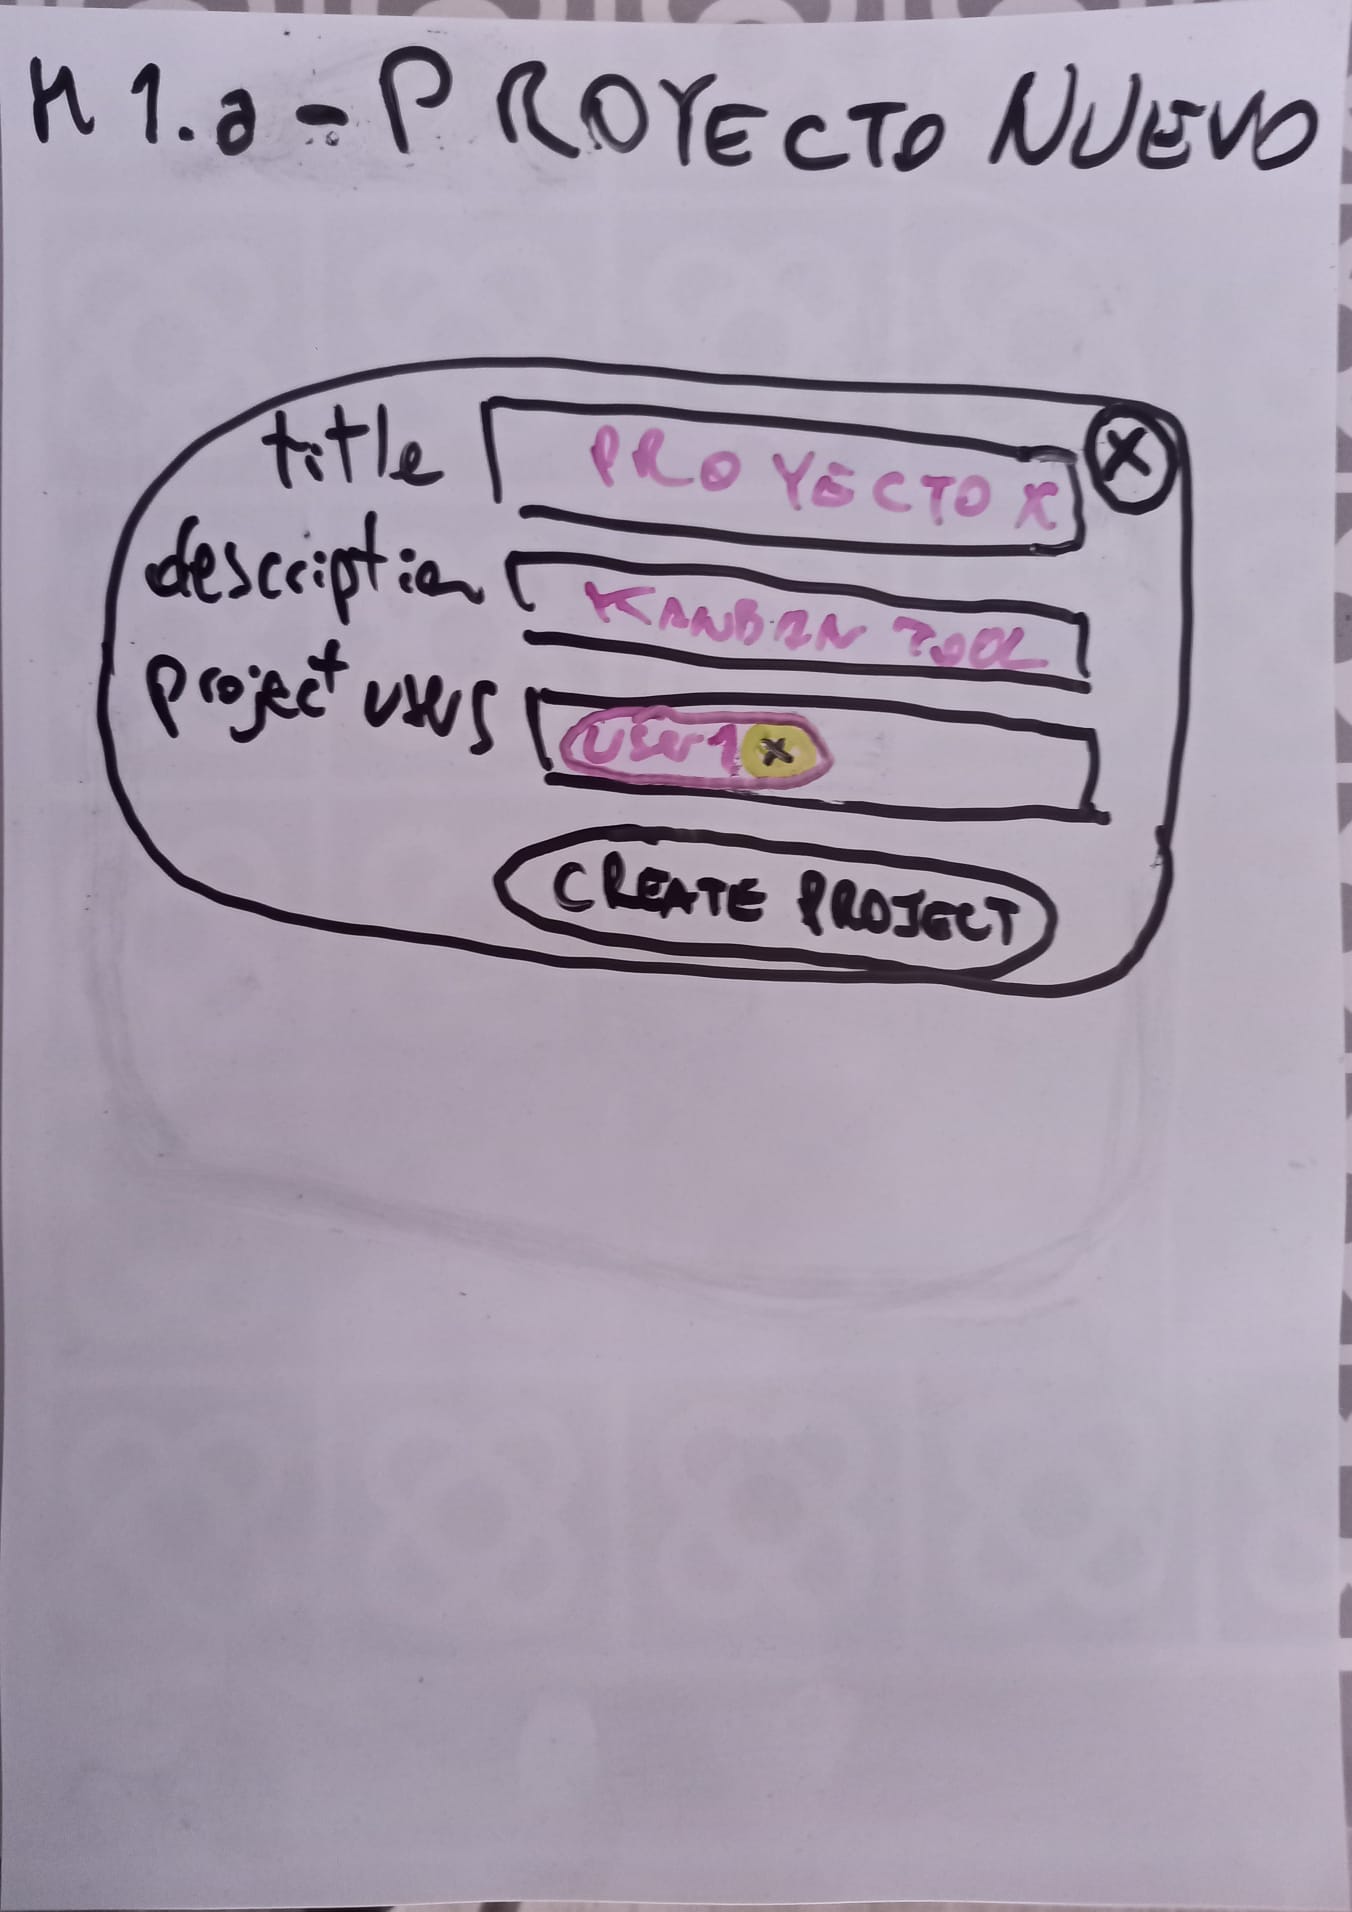 M 1.a - PROYECTO NUEVO
title PROYECTO X X
description KANBAN TOOL
project users user1 x
CREATE PROJECT